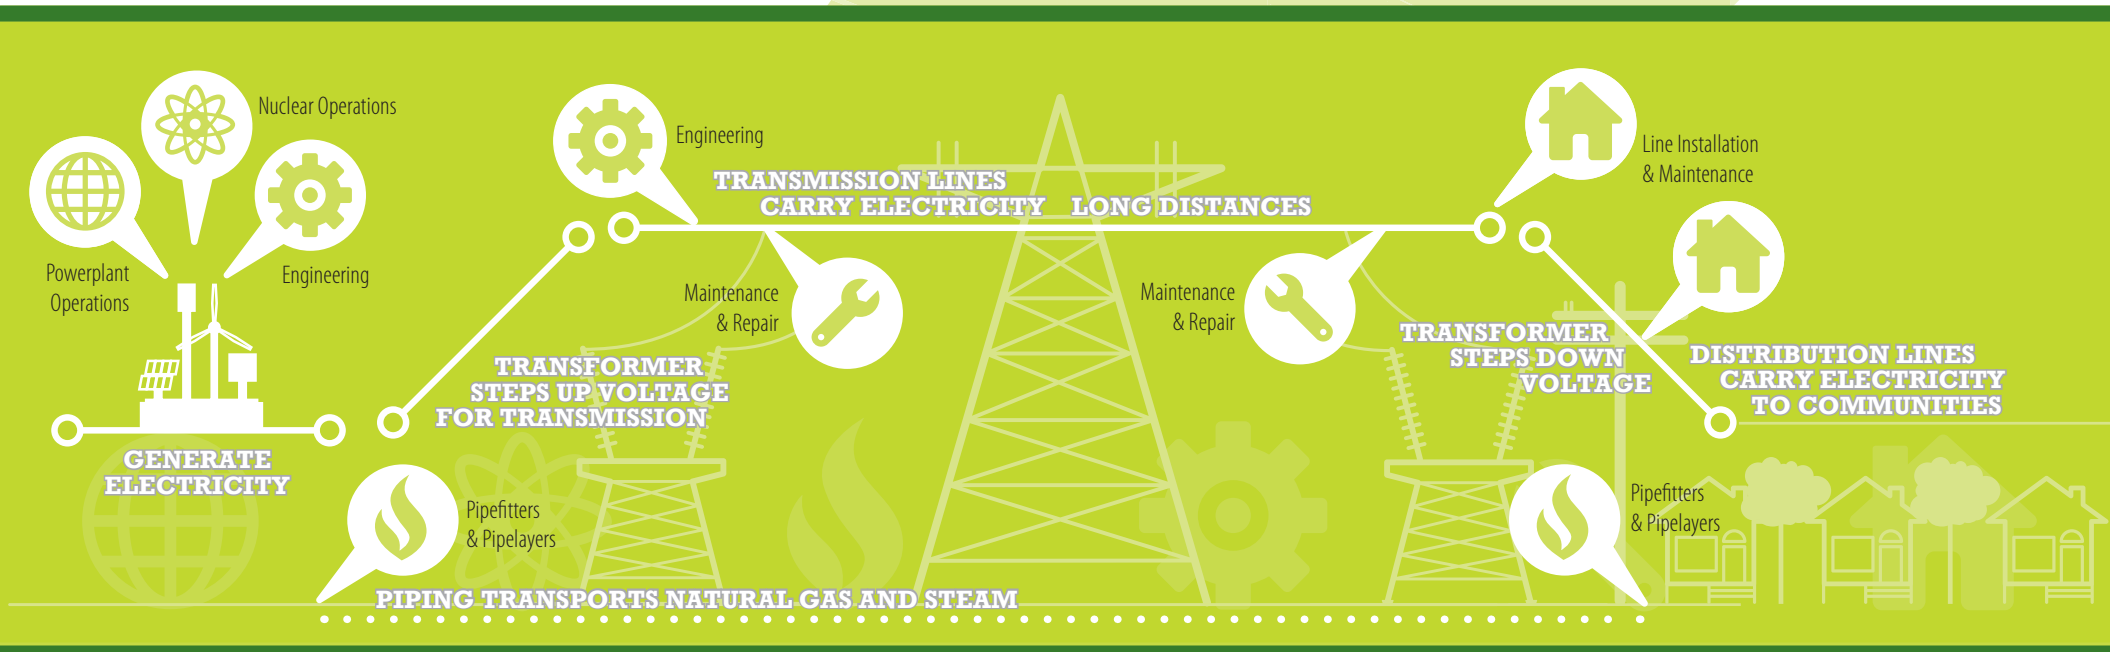 Nuclear Operations
Powerplant
Operations
Engineering
GENERATE
ELECTRICITY
TRANSFORMER
STEPS UP VOLTAGE
FOR TRANSMISSION
Pipefitters
& Pipelayers
PIPING TRANSPORTS NATURAL GAS AND STEAM
Engineering
TRANSMISSION LINES
CARRY ELECTRICITY LONG DISTANCES
Maintenance
& Repair
Maintenance
& Repair
Line Installation
& Maintenance
TRANSFORMER
STEPS DOWN
VOLTAGE
DISTRIBUTION LINES
CARRY ELECTRICITY
TO COMMUNITIES
Pipefitters
& Pipelayers